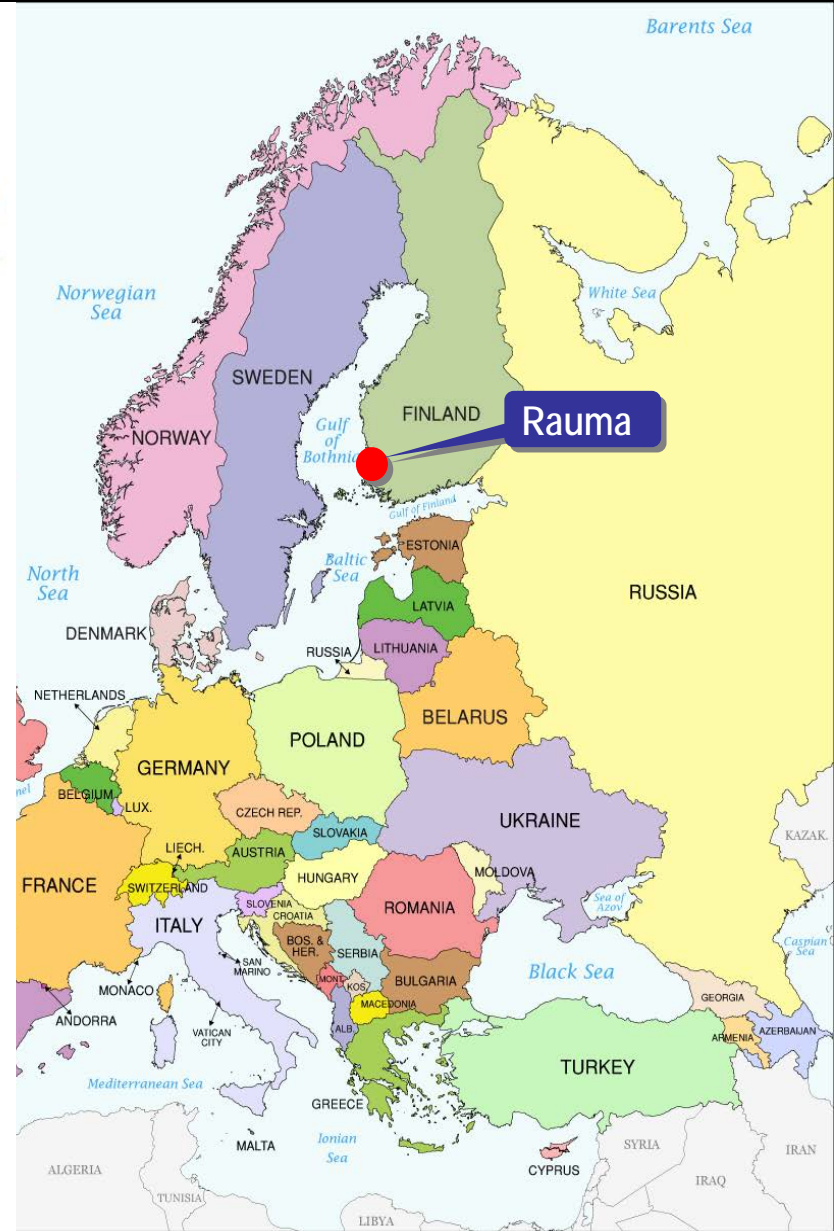 Barents Sea
Norwegian
Sea
White Sea
SWEDEN
FINLAND
Rauma
Gulf
of
Bothnia
NORWAY
Gulf of Finland
ESTONIA
Baltic
Sea
North
Sea
RUSSIA
LATVIA
DENMARK
RUSSIA
LITHUANIA
NETHERLANDS
BELARUS
POLAND
GERMANY
BELGIUM
nel
LUX.
CZECH REP.
UKRAINE
SLOVAKIA
KAZAK.
LIECH.
AUSTRIA
FRANCE
SWITZERLAND
HUNGARY
MOLDOVA
SLOVENIA
CROATIA
ROMANIA
Sea of
Azov
ITALY
BOS. &
HER.
SERBIA
Caspian
Sea
SAN
MARINO
Black Sea
MONT.
KOS.
BULGARIA
MONACO
GEORGIA
MACEDONIA
ANDORRA
ALB.
ARMENIA
AZERBAIJAN
VATICAN
CITY
TURKEY
Mediterranean Sea
GREECE
MALTA
Ionian
Sea
SYRIA
IRAN
CYPRUS
ALGERIA
IRAQ
TUNISIA
LIBYA